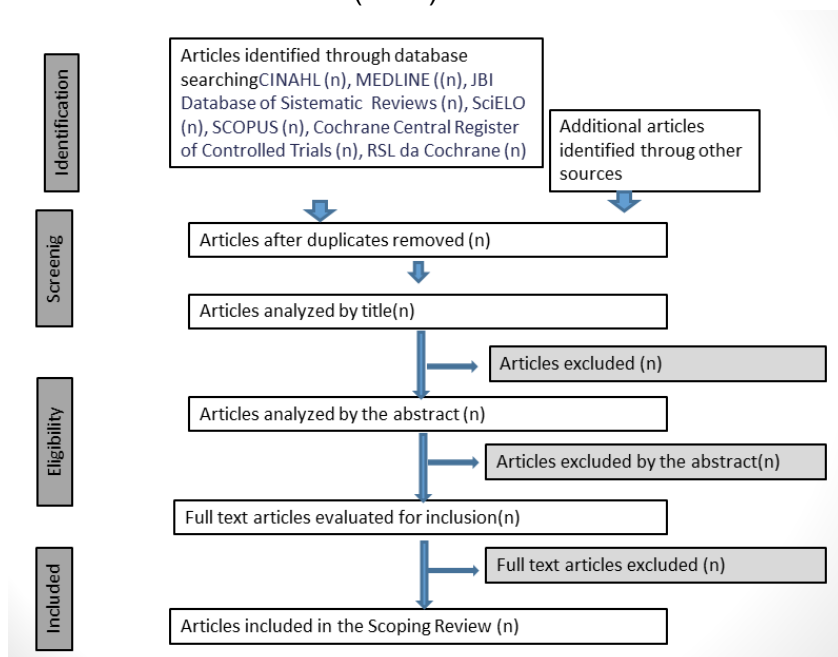 Identification
Articles identified through database
searchingCINAHL (n), MEDLINE ((n), JBI
Database of Sistematic Reviews (n), SciELO
(n), SCOPUS (n), Cochrane Central Register
of Controlled Trials (n), RSL da Cochrane (n)
Additional articles
identified throug other
sources
Screenig
Articles after duplicates removed (n)
Articles analyzed by title(n)
Articles excluded (n)
Eligibility
Articles analyzed by the abstract (n)
Articles excluded by the abstract(n)
Full text articles evaluated for inclusion(n)
Included
Full text articles excluded (n)
Articles included in the Scoping Review (n)